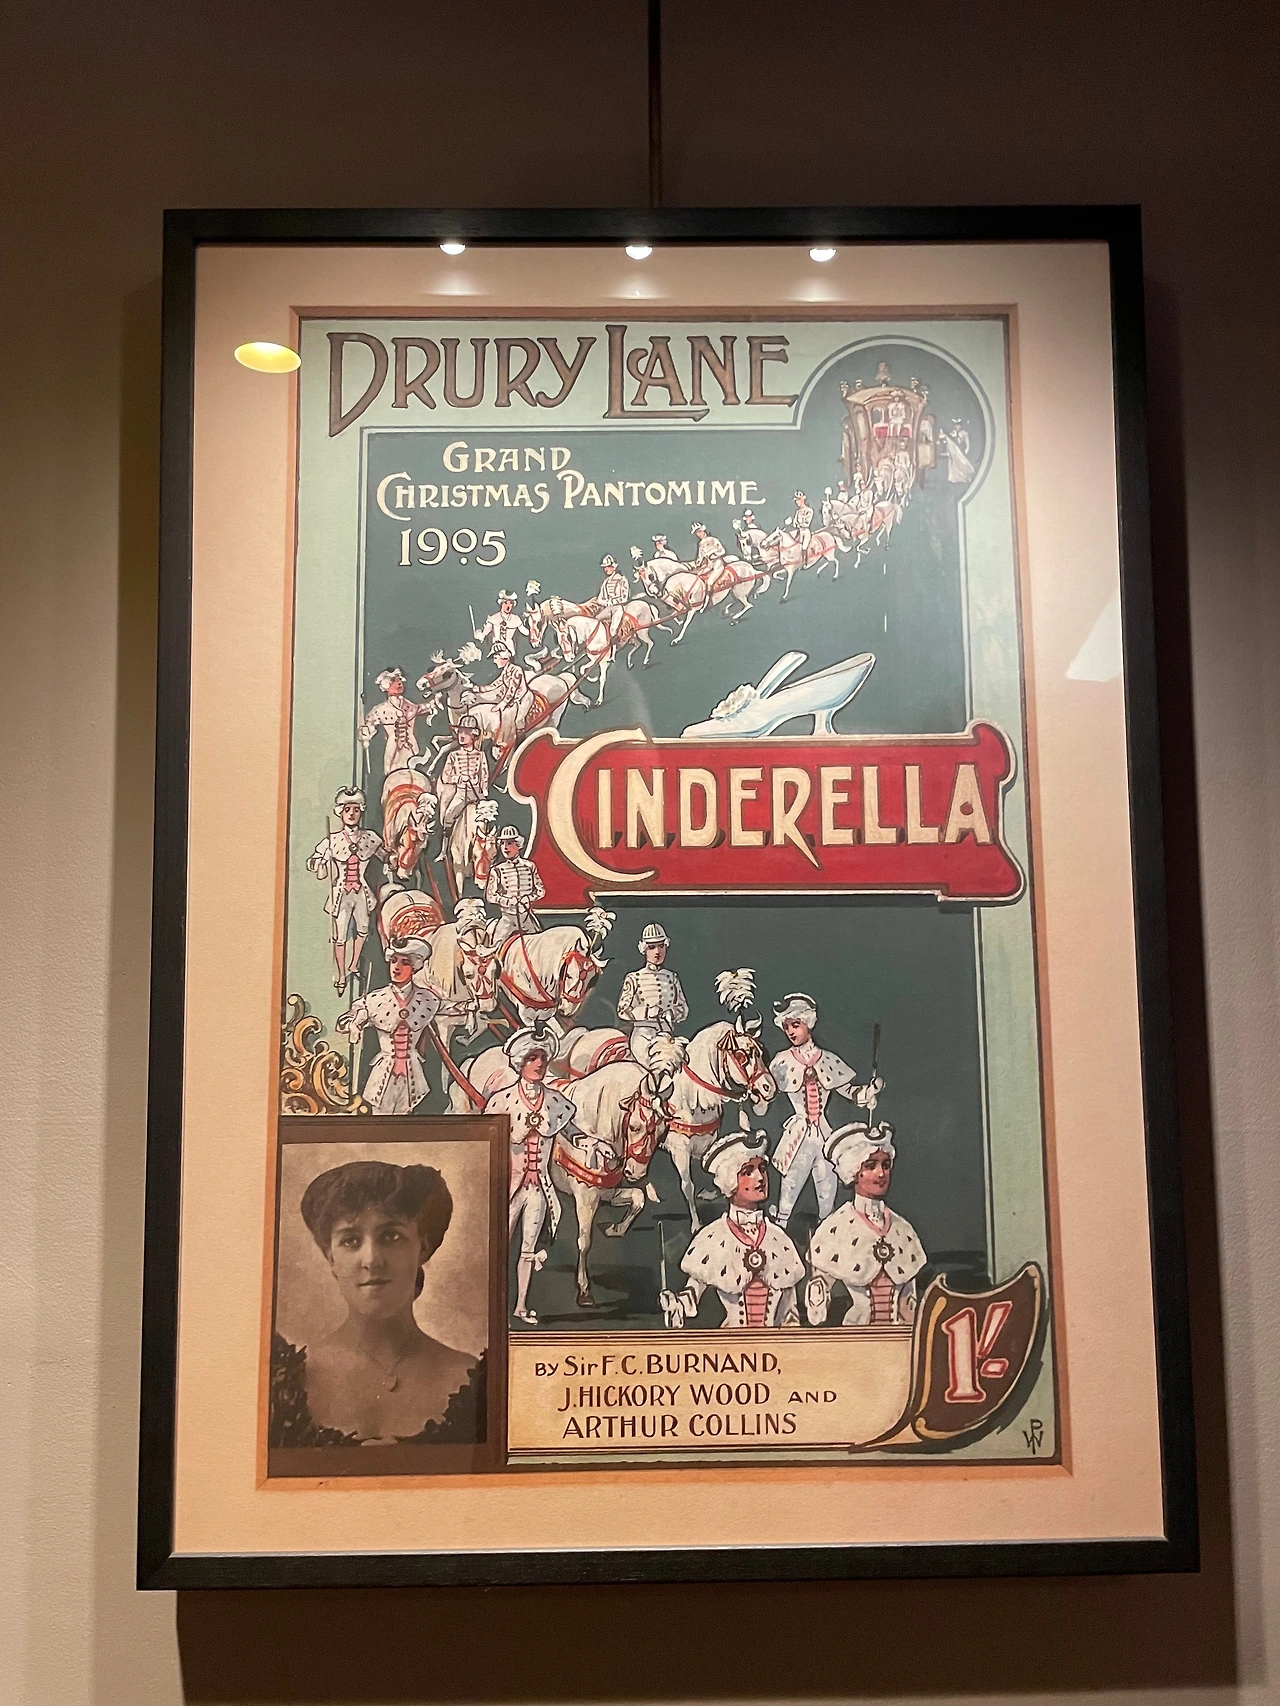 DRURY LANE
GRAND
CHRISTMAS PANTOMIME
1905
CINDERELLA
BY Sir F. C. BURNAND,
J. HICKORY WOOD AND
ARTHUR COLLINS
1/-
C
C